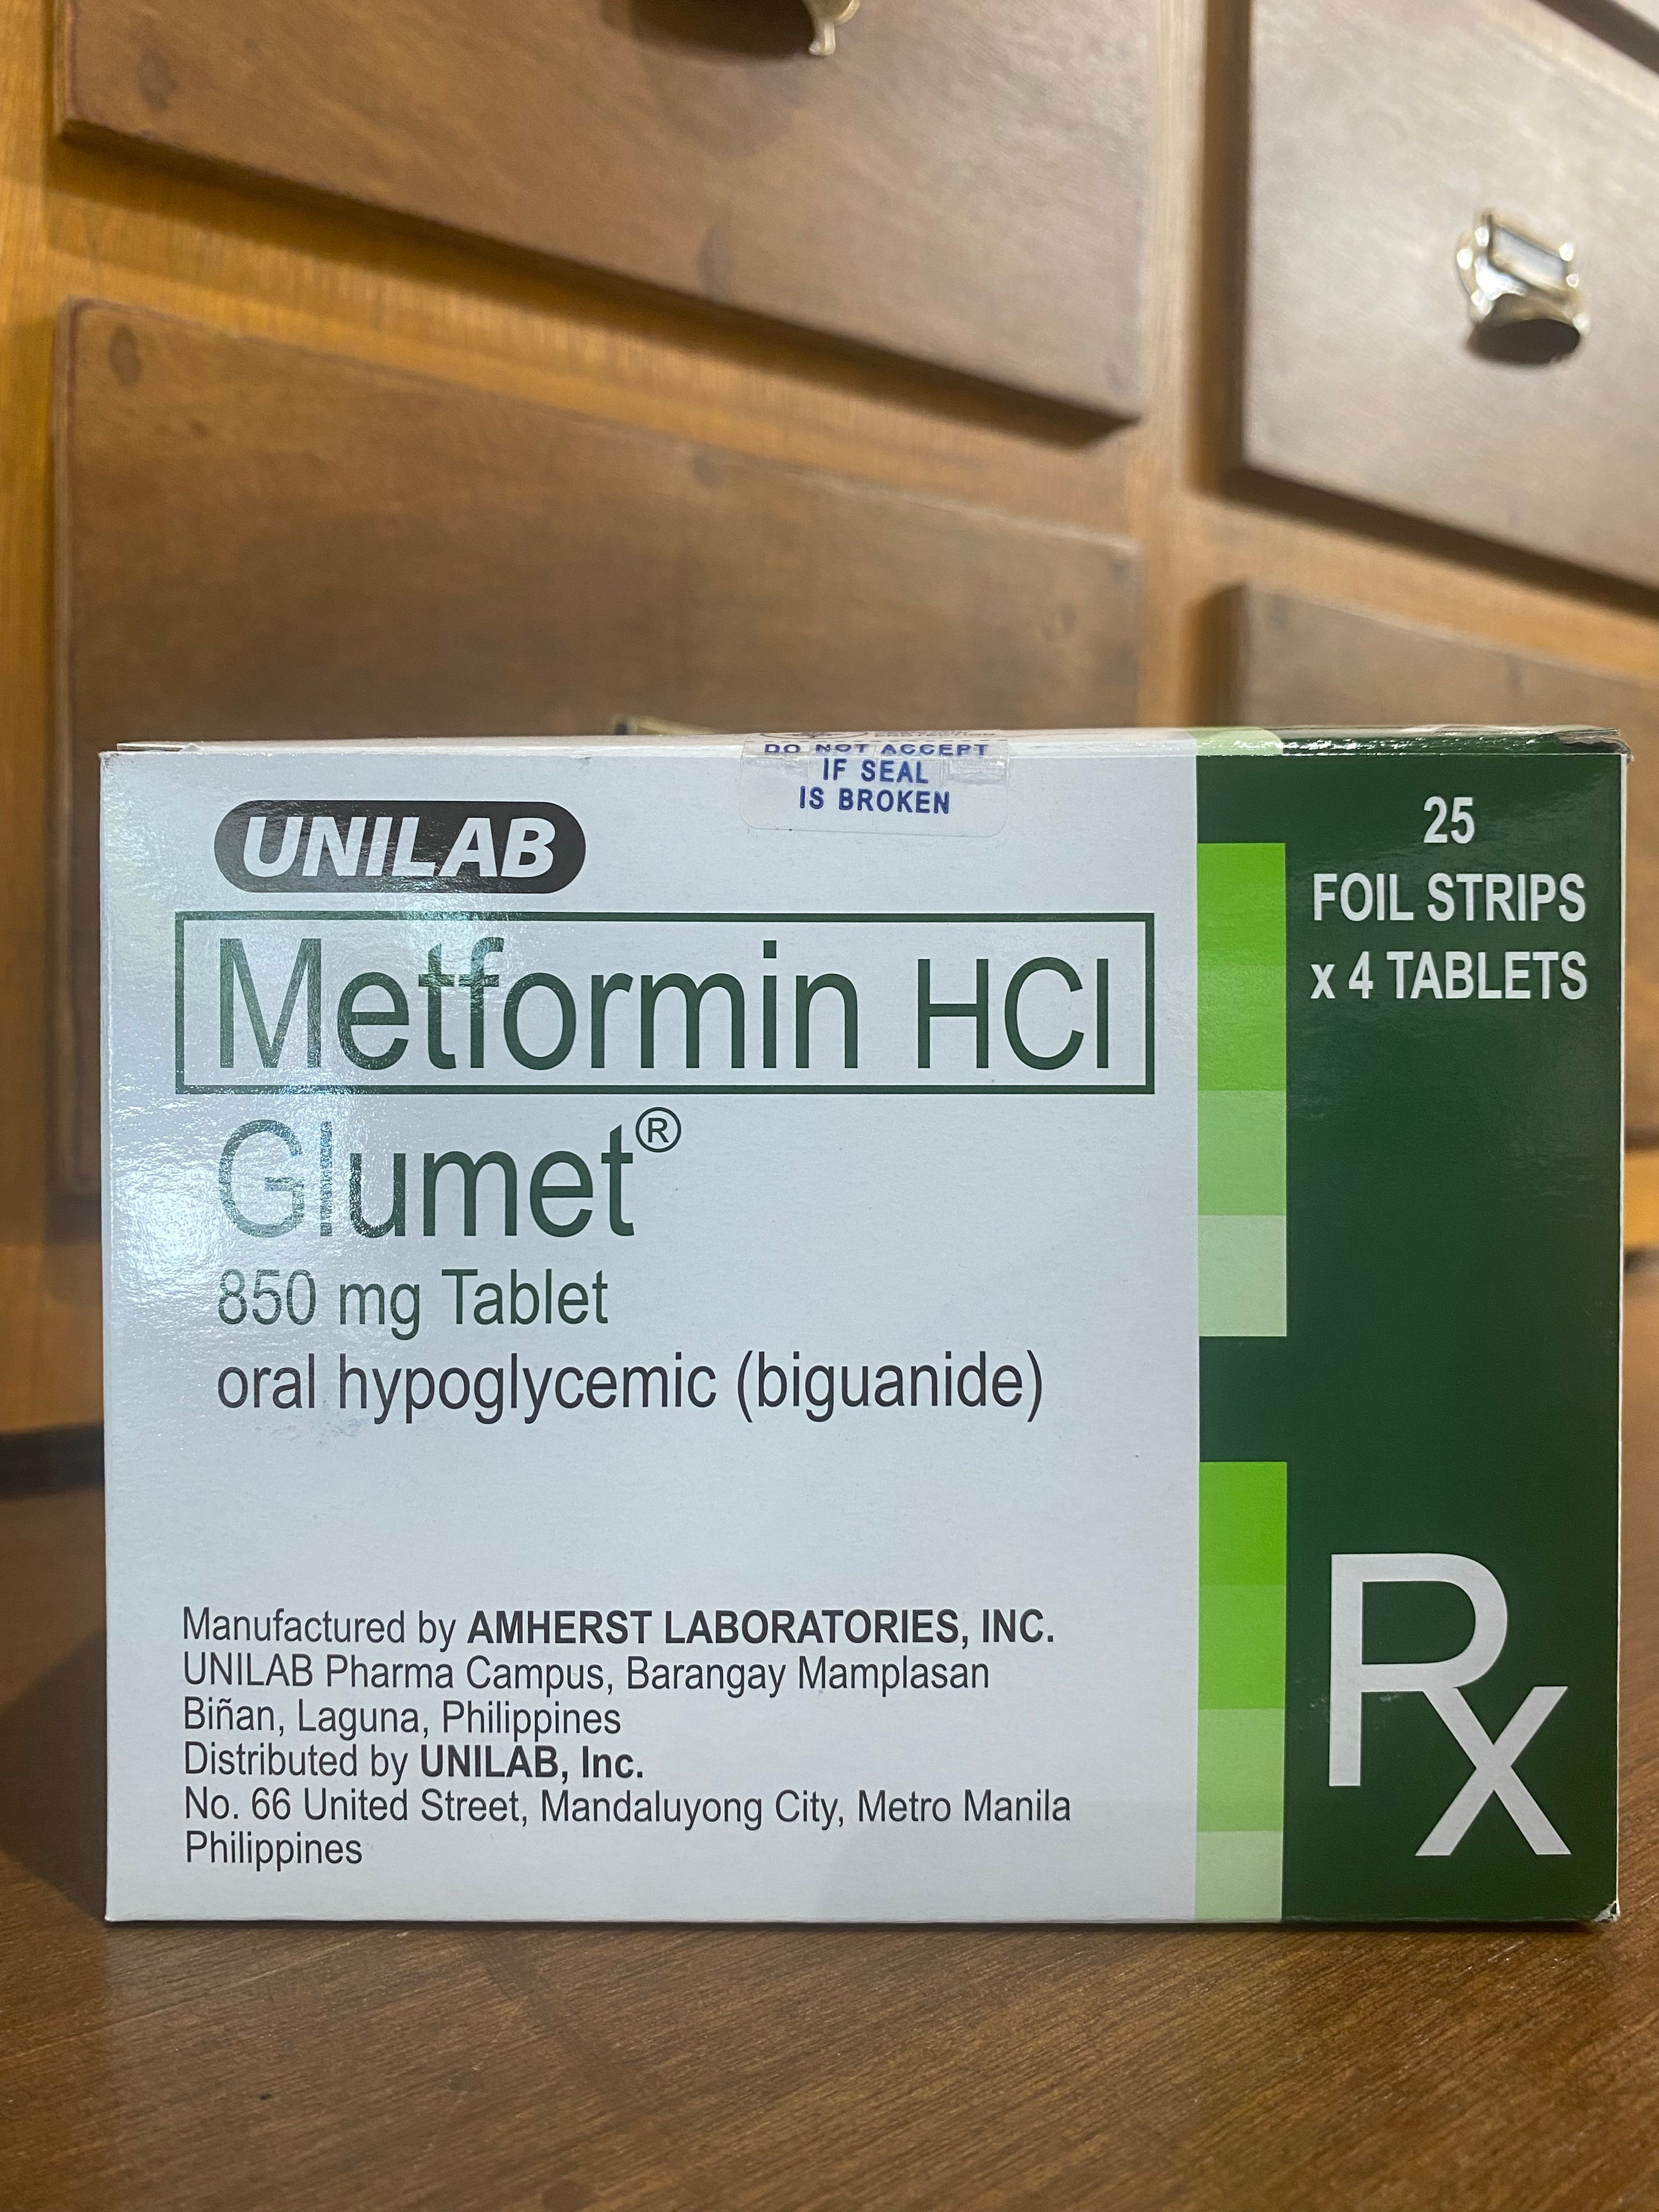 DO NOT ACCEPT
IF SEAL
IS BROKEN
UNILAB
Metformin HCl
Glumet®
850 mg Tablet
oral hypoglycemic (biguanide)
Manufactured by AMHERST LABORATORIES, INC.
UNILAB Pharma Campus, Barangay Mamplasan
Biñan, Laguna, Philippines
Distributed by UNILAB, Inc.
No. 66 United Street, Mandaluyong City, Metro Manila
Philippines
25
FOIL STRIPS
x 4 TABLETS
Rx